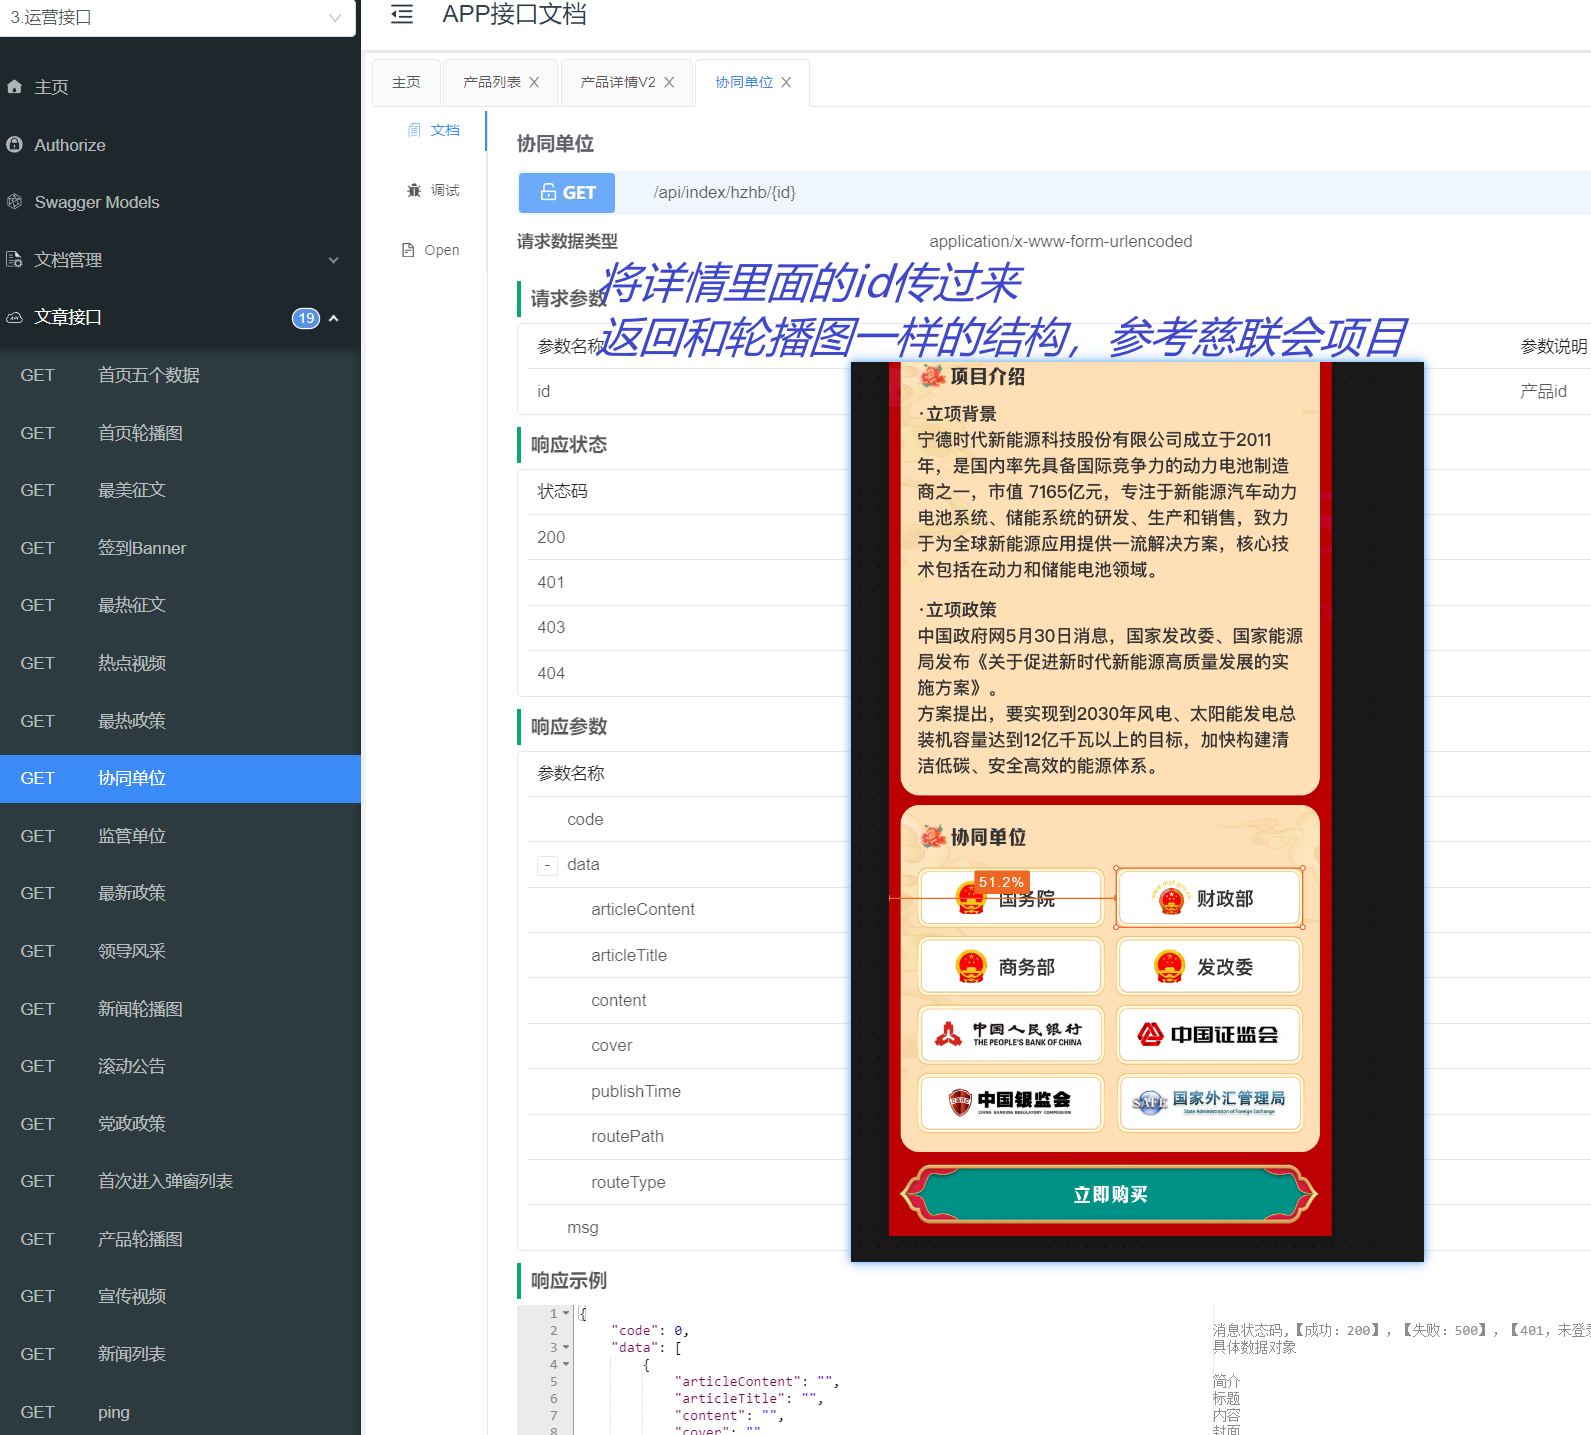 3.运营接口
主页
Authorize
Swagger Models
文档管理
文章接口 19
GET 首页五个数据
GET 首页轮播图
GET 最美征文
GET 签到Banner
GET 最热征文
GET 热点视频
GET 最热政策
GET 协同单位
GET 监管单位
GET 最新政策
GET 领导风采
GET 新闻轮播图
GET 滚动公告
GET 党政政策
GET 首次进入弹窗列表
GET 产品轮播图
GET 宣传视频
GET 新闻列表
GET ping
APP接口文档
主页 产品列表 产品详情V2 协同单位
文档
调试
Open
协同单位
GET /api/index/hzhb/{id}
请求数据类型 application/x-www-form-urlencoded
将详情里面的id传过来
请求参数
返回和轮播图一样的结构，参考慈联会项目
参数名称 参数说明
id 产品id
响应状态
状态码
200
401
403
404
响应参数
参数名称
code
- data
articleContent
articleTitle
content
cover
publishTime
routePath
routeType
msg
项目介绍
·立项背景
宁德时代新能源科技股份有限公司成立于2011
年，是国内率先具备国际竞争力的动力电池制造
商之一，市值 7165亿元，专注于新能源汽车动力
电池系统、储能系统的研发、生产和销售，致力
于为全球新能源应用提供一流解决方案，核心技
术包括在动力和储能电池领域。
·立项政策
中国政府网5月30日消息，国家发改委、国家能源
局发布《关于促进新时代新能源高质量发展的实
施方案》。
方案提出，要实现到2030年风电、太阳能发电总
装机容量达到12亿千瓦以上的目标，加快构建清
洁低碳、安全高效的能源体系。
协同单位
51.2%
国务院 财政部
商务部 发改委
中国人民银行
THE PEOPLE'S BANK OF CHINA
中国证监会
中国银监会
CHINA BANKING REGULATORY COMMISSION
SAFE 国家外汇管理局
State Administration of Foreign Exchange
立即购买
响应示例
1 {
2 "code": 0, 消息状态码,【成功：200】,【失败：500】,【401，未登录
3 "data": [ 具体数据对象
4 {
5 "articleContent": "", 简介
6 "articleTitle": "", 标题
7 "content": "", 内容
8 "cover": "" 封面